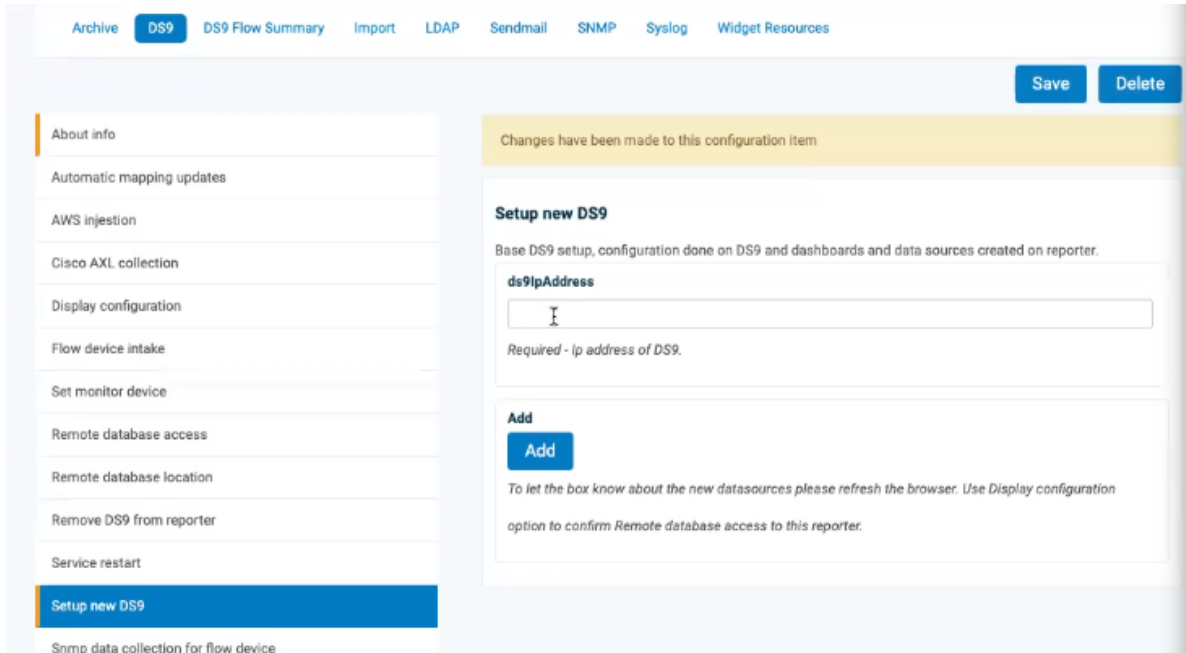 Archive DS9 DS9 Flow Summary Import LDAP Sendmail SNMP Syslog Widget Resources
Save Delete
About info
Automatic mapping updates
AWS injestion
Cisco AXL collection
Display configuration
Flow device intake
Set monitor device
Remote database access
Remote database location
Remove DS9 from reporter
Service restart
Setup new DS9
Snmp data collection for flow device
Changes have been made to this configuration item
Setup new DS9
Base DS9 setup, configuration done on DS9 and dashboards and data sources created on reporter.
ds9IpAddress
Required - Ip address of DS9.
Add
Add
To let the box know about the new datasources please refresh the browser. Use Display configuration
option to confirm Remote database access to this reporter.